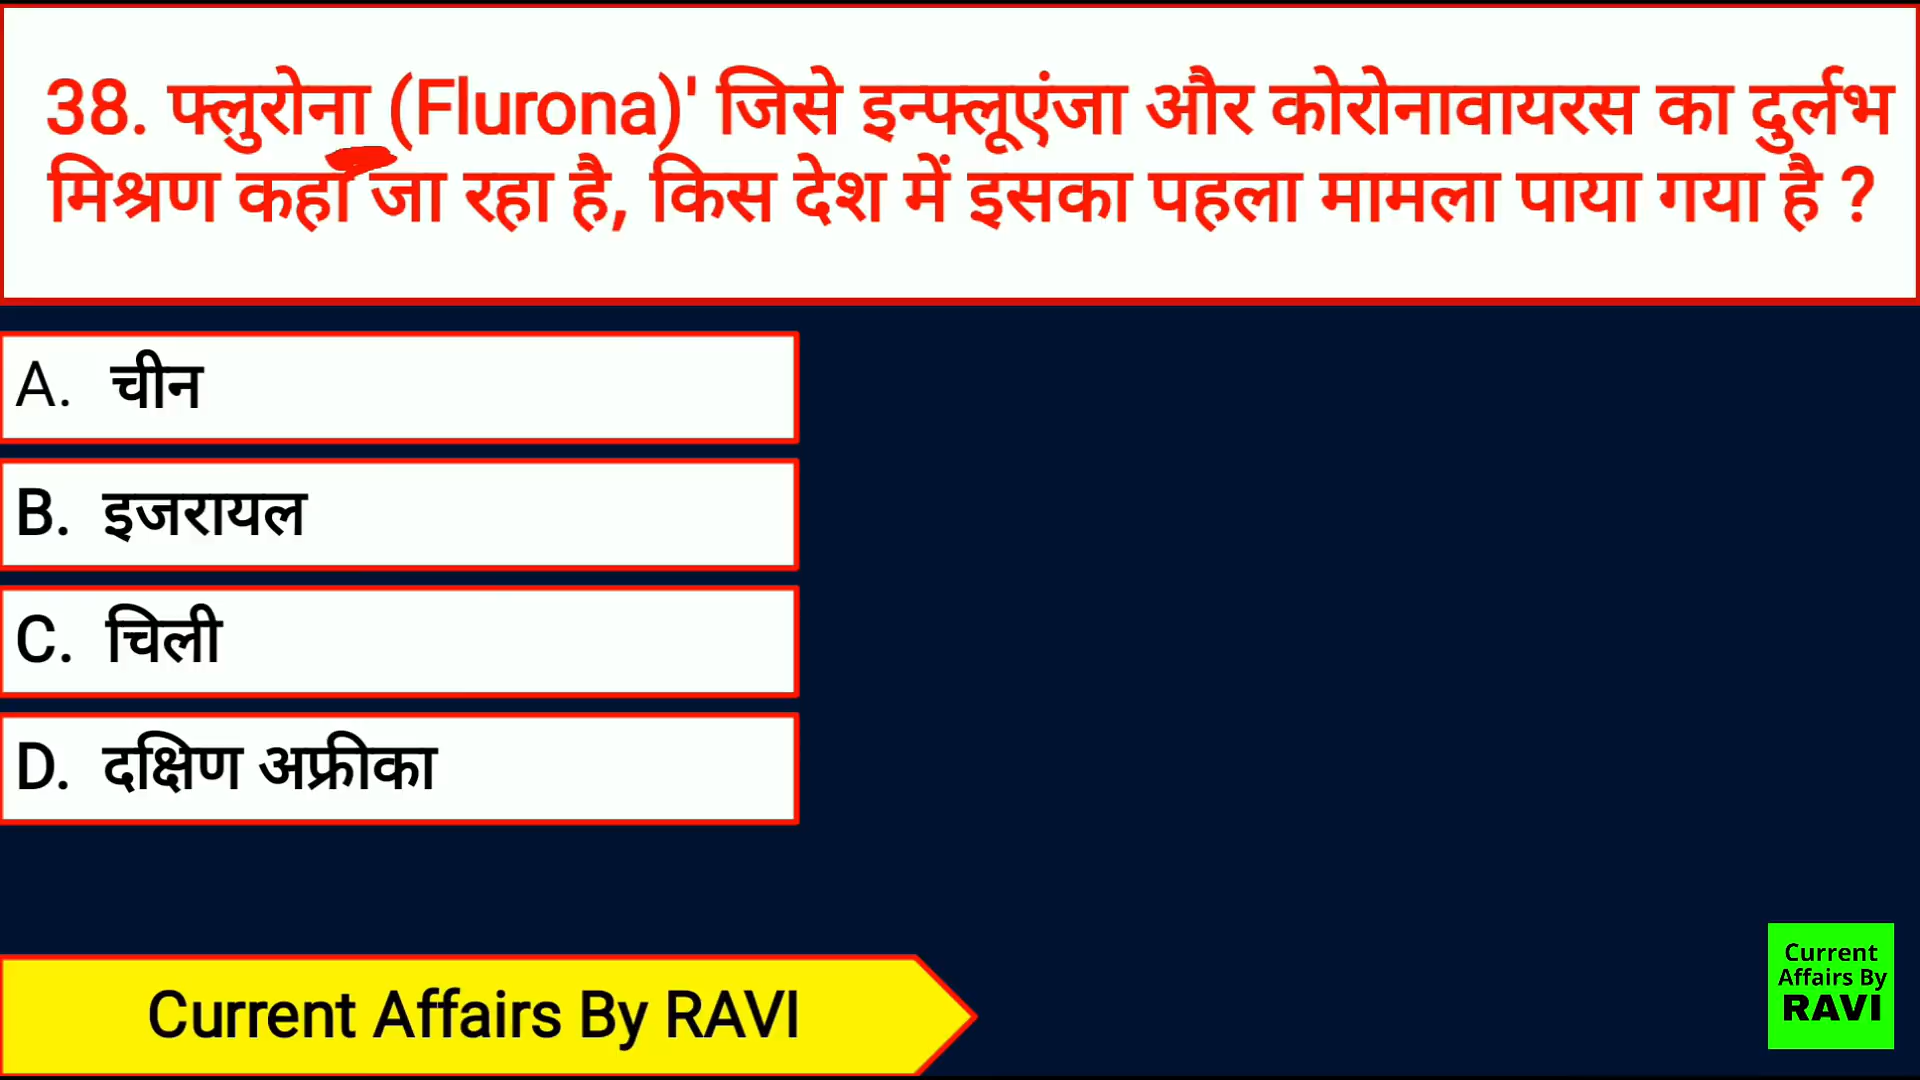 38. फ्लुरोना (Flurona)' जिसे इन्फ्लूएंजा और कोरोनावायरस का दुर्लभ
मिश्रण कहा जा रहा है, किस देश में इसका पहला मामला पाया गया है ?
A. चीन
B. इजरायल
C. चिली
D. दक्षिण अफ्रीका
Current Affairs By RAVI
Current
Affairs By
RAVI